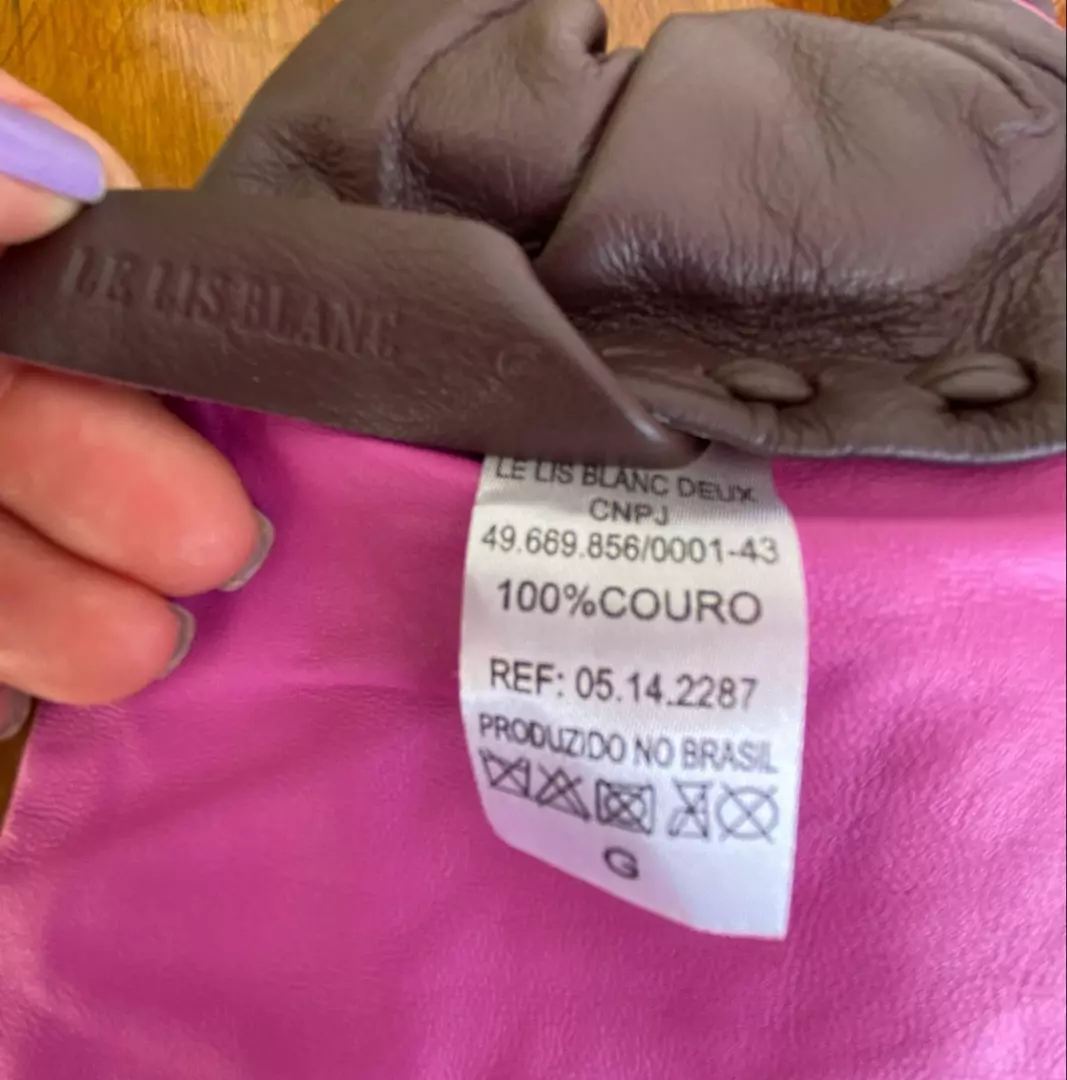 LE LIS BLANC
LE LIS BLANC DEUX
CNPJ
49.669.856/0001-43
100%COURO
REF: 05.14.2287
PRODUZIDO NO BRASIL
G